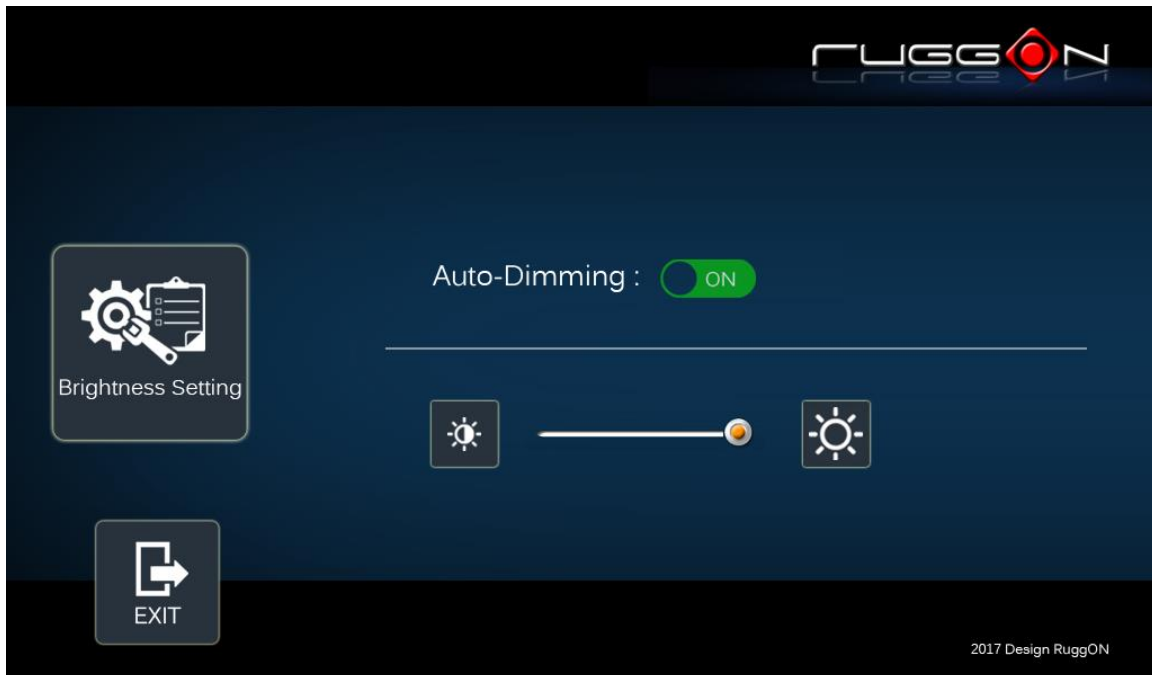 ruggON
Auto-Dimming : ON
Brightness Setting
EXIT
2017 Design RuggON